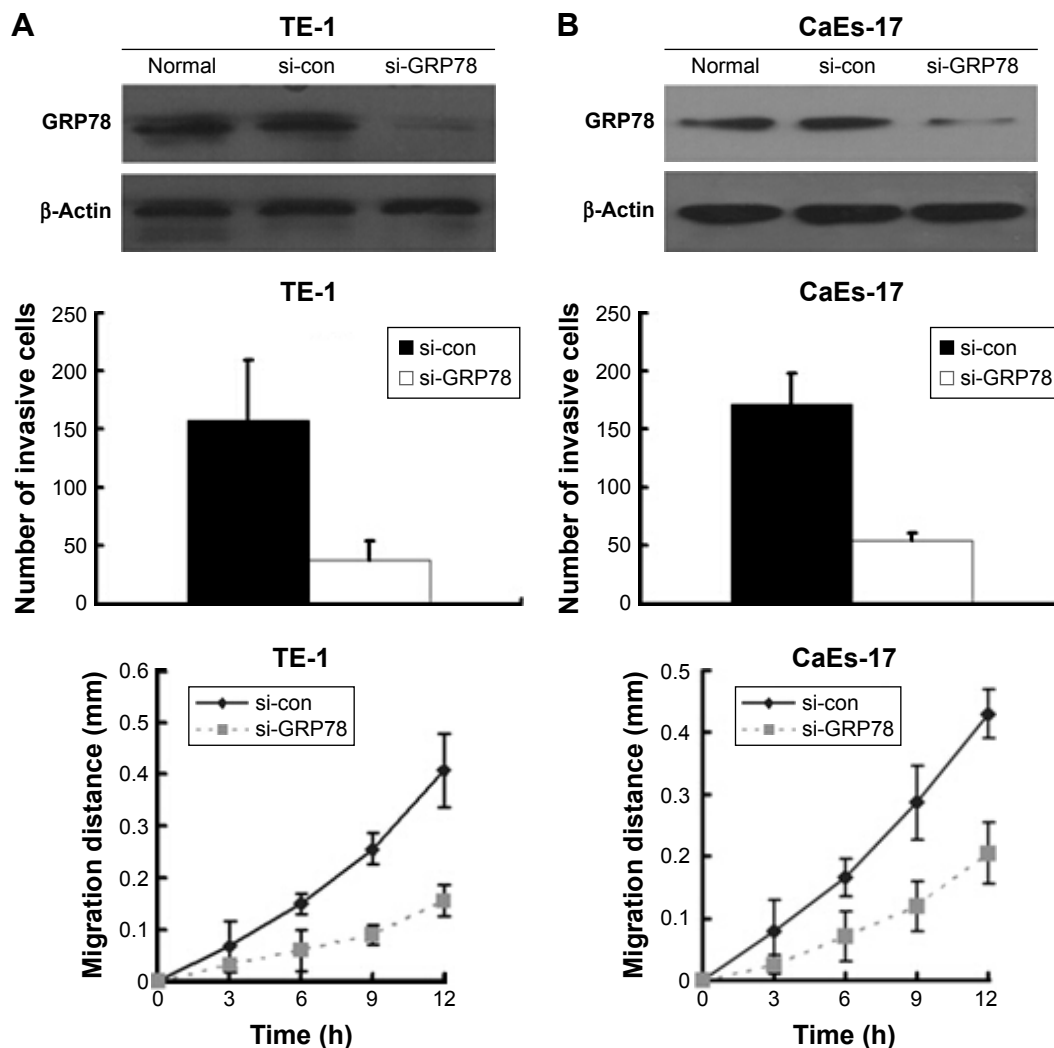 A
TE-1
Normal si-con si-GRP78
GRP78
β-Actin
TE-1
Number of invasive cells
250
200
150
100
50
0
si-con
si-GRP78
TE-1
Migration distance (mm)
0.6
0.5
0.4
0.3
0.2
0.1
0
si-con
si-GRP78
0 3 6 9 12
Time (h)
B
CaEs-17
Normal si-con si-GRP78
GRP78
β-Actin
CaEs-17
Number of invasive cells
250
200
150
100
50
0
si-con
si-GRP78
CaEs-17
Migration distance (mm)
0.5
0.4
0.3
0.2
0.1
0
si-con
si-GRP78
0 3 6 9 12
Time (h)